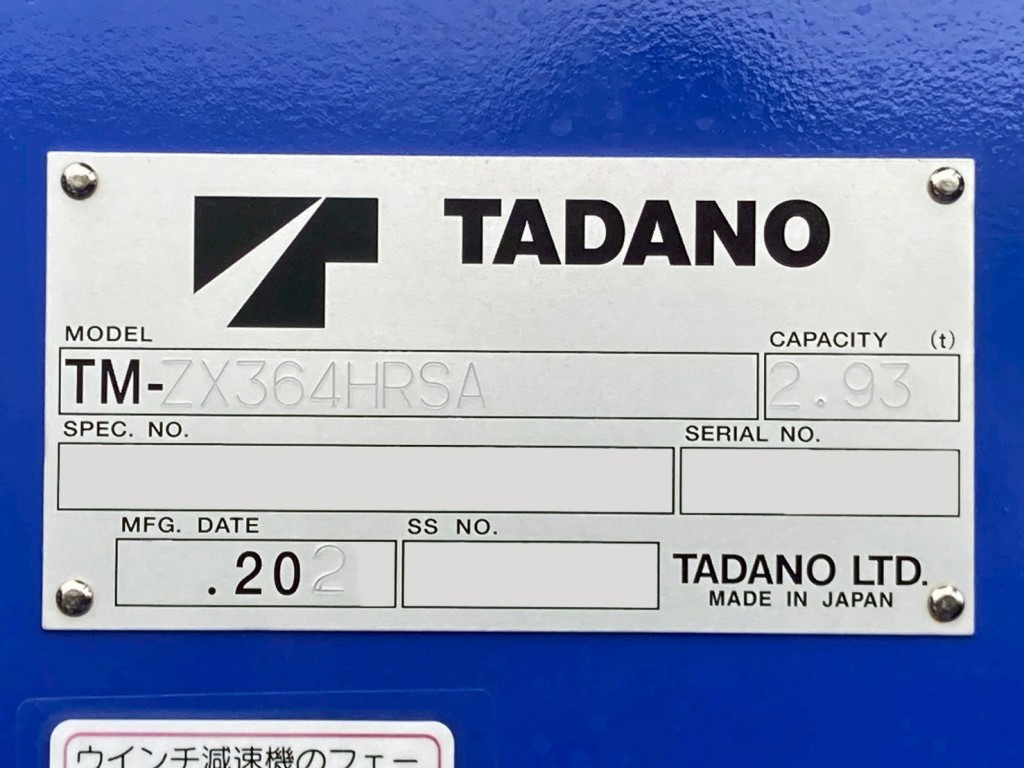 TADANO
MODEL
CAPACITY (t)
TM-ZX364HRSA
2.93
SPEC. NO.
SERIAL NO.
MFG. DATE
SS NO.
.202
TADANO LTD.
MADE IN JAPAN
ウインチ減速機のフェー